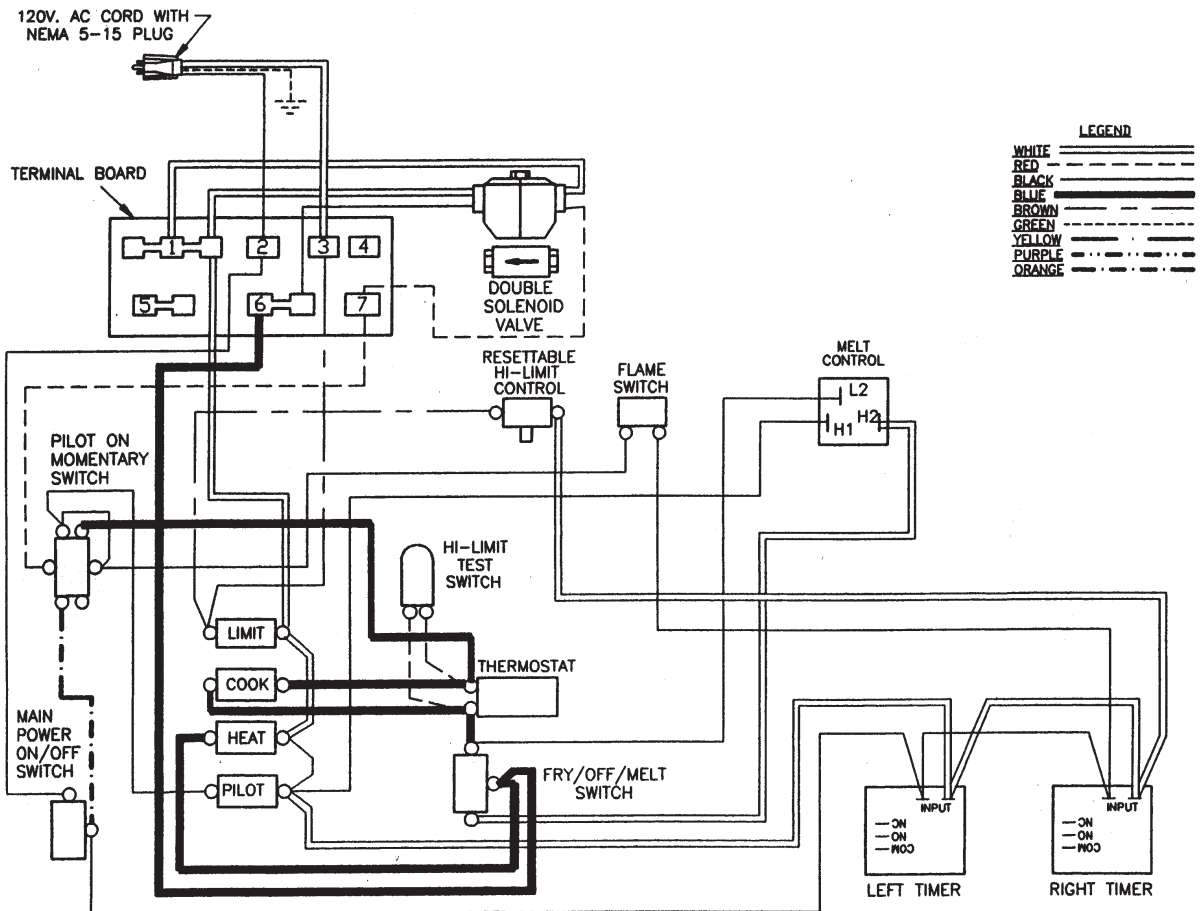 120V. AC CORD WITH
NEMA 5-15 PLUG
LEGEND
WHITE
RED
BLACK
BLUE
BROWN
GREEN
YELLOW
PURPLE
ORANGE
TERMINAL BOARD
1
2
3
4
5
6
7
DOUBLE
SOLENOID
VALVE
RESETTABLE
HI-LIMIT
CONTROL
FLAME
SWITCH
MELT
CONTROL
L2
H1
H2
PILOT ON
MOMENTARY
SWITCH
HI-LIMIT
TEST
SWITCH
LIMIT
COOK
HEAT
PILOT
THERMOSTAT
MAIN
POWER
ON/OFF
SWITCH
FRY/OFF/MELT
SWITCH
INPUT
NC
NO
COM
LEFT TIMER
INPUT
NC
NO
COM
RIGHT TIMER